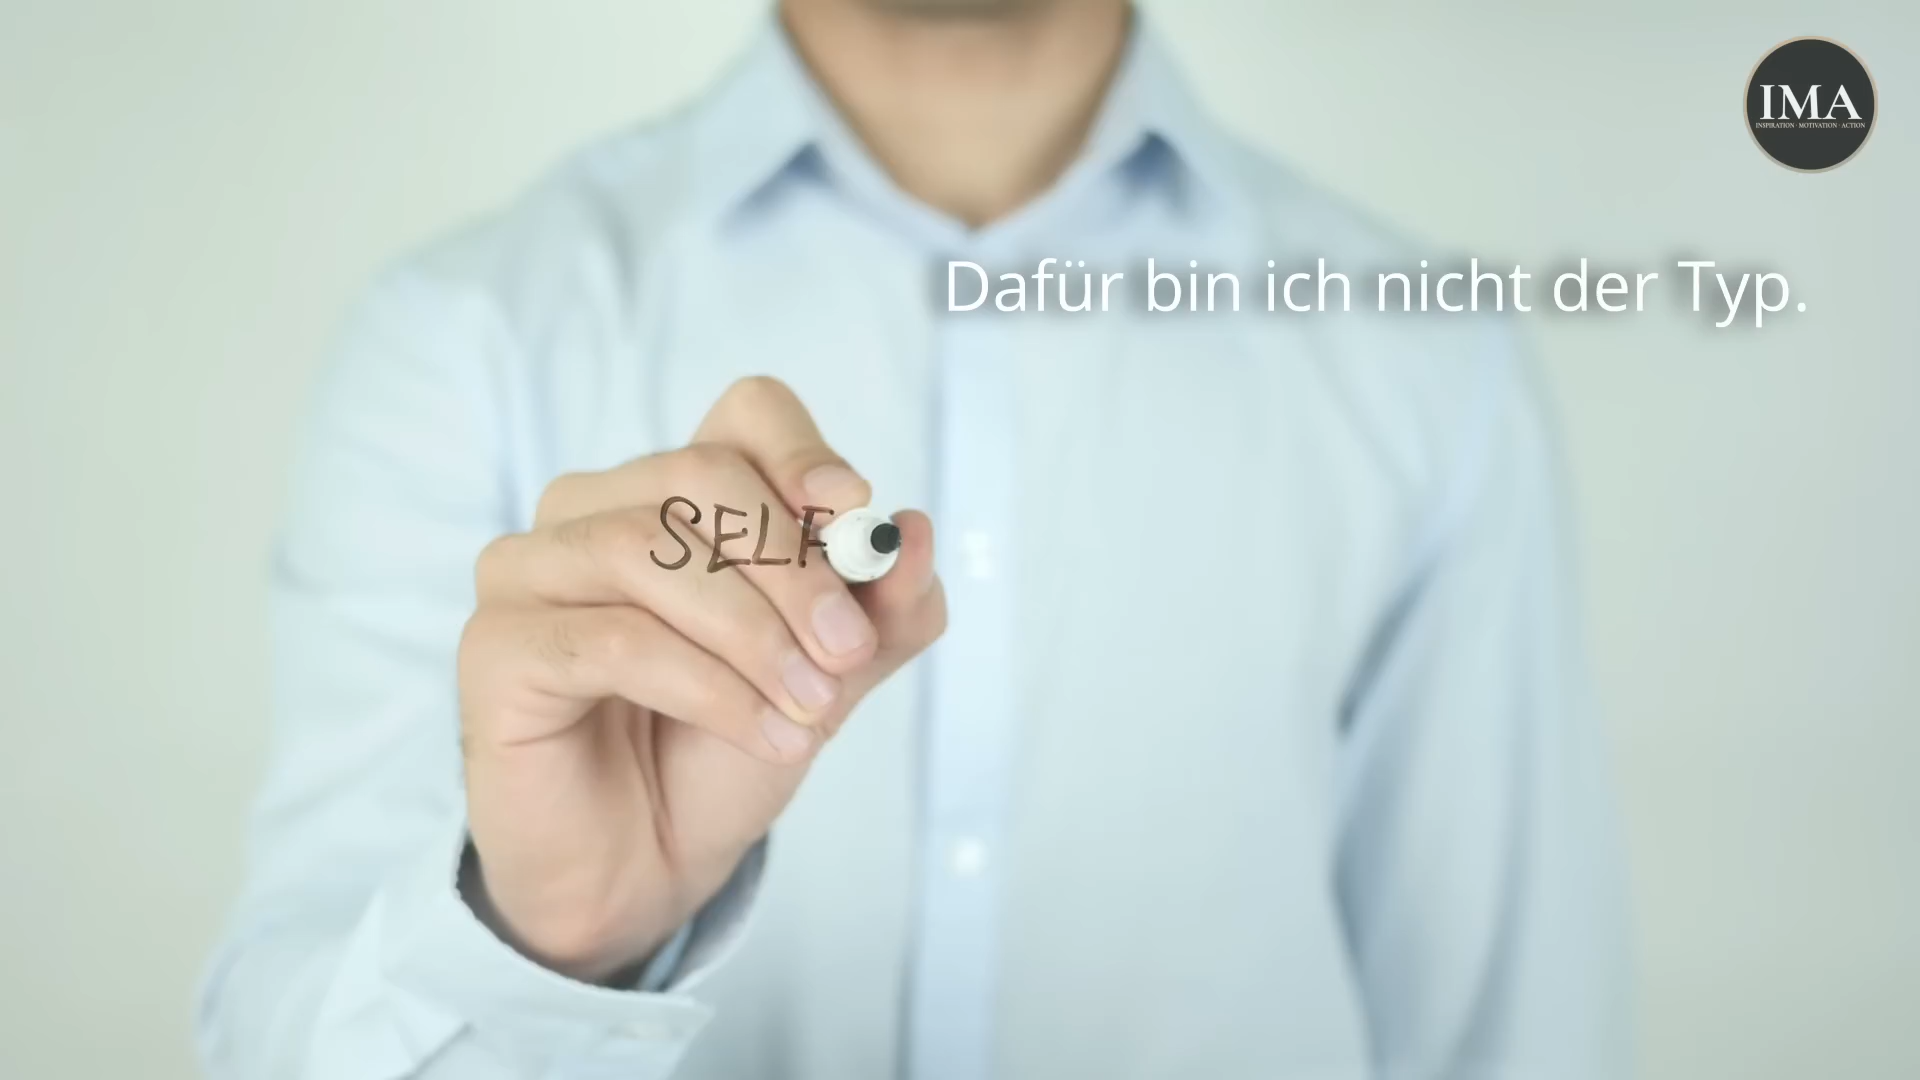 IMA
INSPIRATION · MOTIVATION · ACTION
Dafür bin ich nicht der Typ.
SELF